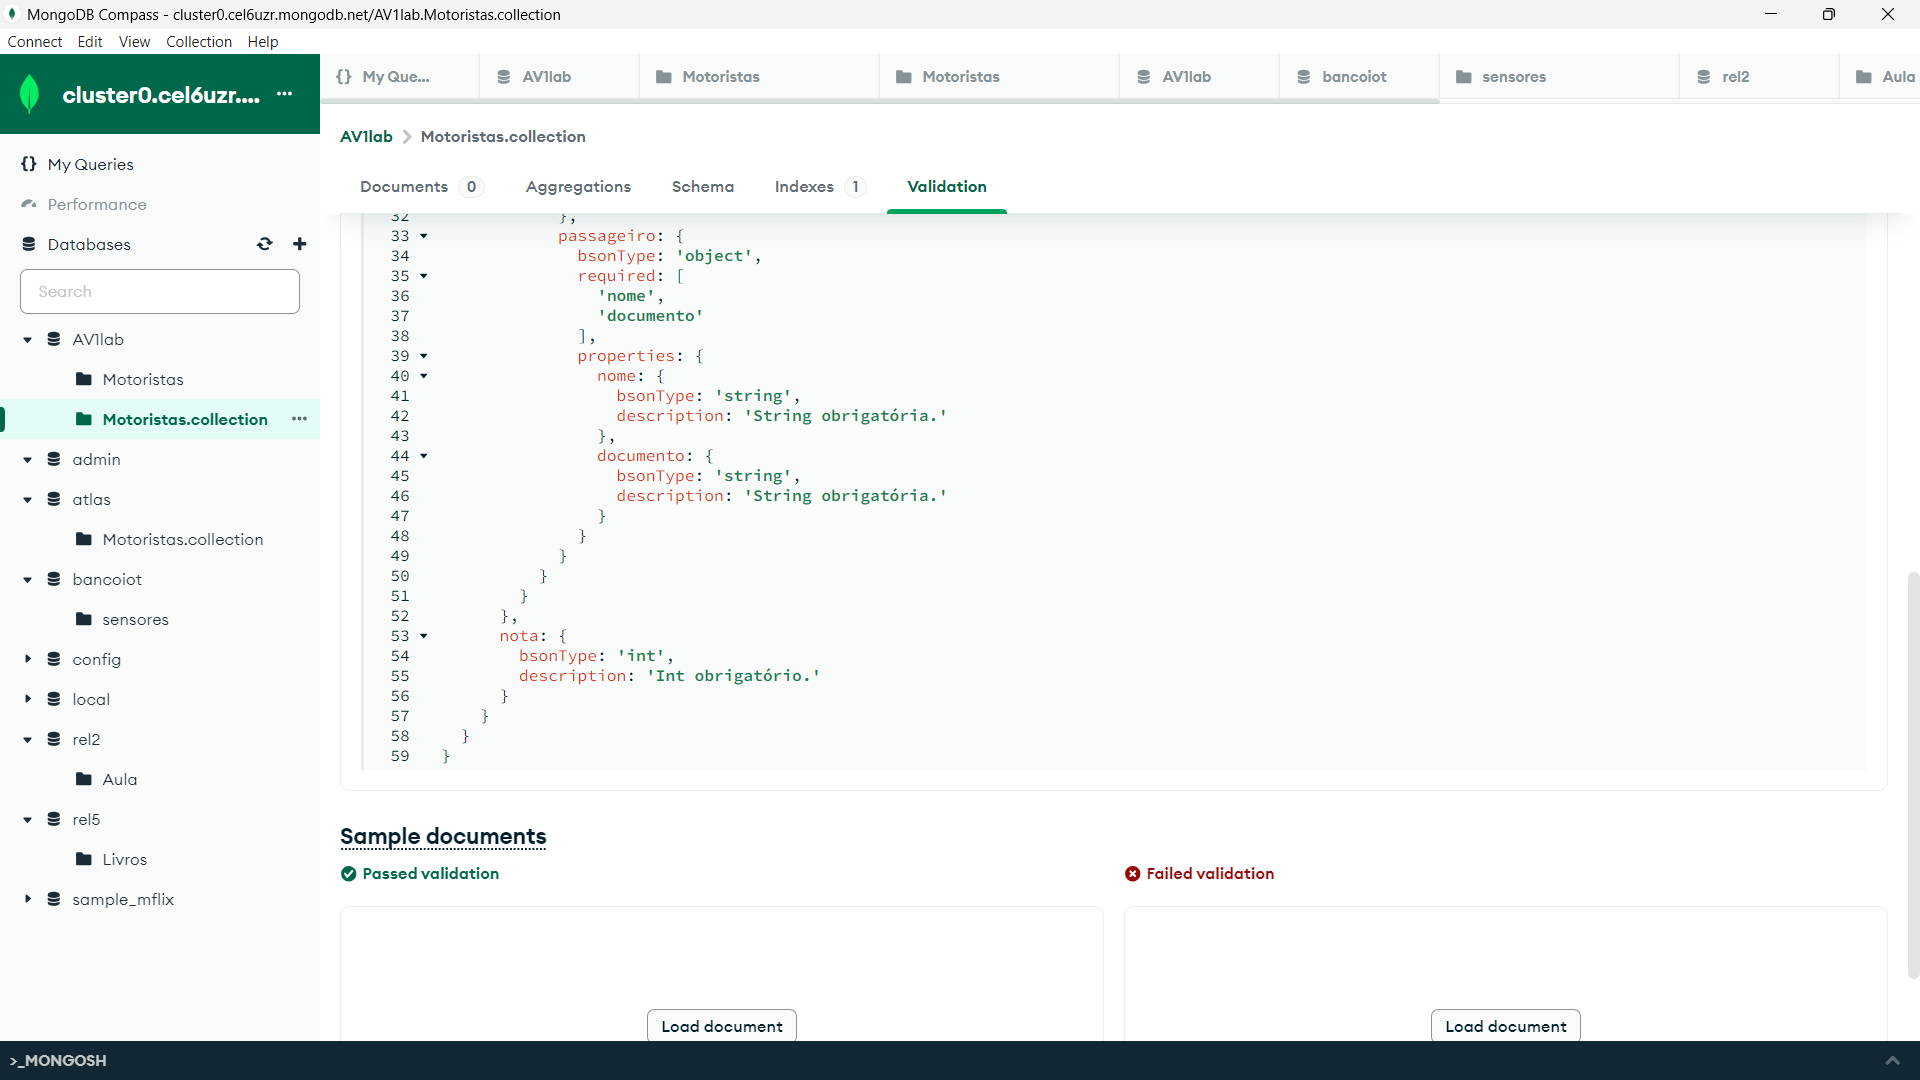 MongoDB Compass - cluster0.cel6uzr.mongodb.net/AV1lab.Motoristas.collection
Connect Edit View Collection Help
cluster0.cel6uzr.... ...
{} My Queries
Performance
Databases
Search
AV1lab
Motoristas
Motoristas.collection ...
admin
atlas
Motoristas.collection
bancoiot
sensores
config
local
rel2
Aula
rel5
Livros
sample_mflix
{} My Que... AV1lab Motoristas Motoristas AV1lab bancoiot sensores rel2 Aula
AV1lab > Motoristas.collection
Documents 0 Aggregations Schema Indexes 1 Validation
32 },
33 passageiro: {
34 bsonType: 'object',
35 required: [
36 'nome',
37 'documento'
38 ],
39 properties: {
40 nome: {
41 bsonType: 'string',
42 description: 'String obrigatória.'
43 },
44 documento: {
45 bsonType: 'string',
46 description: 'String obrigatória.'
47 }
48 }
49 }
50 }
51 }
52 },
53 nota: {
54 bsonType: 'int',
55 description: 'Int obrigatório.'
56 }
57 }
58 }
59 }
Sample documents
Passed validation
Failed validation
Load document
Load document
>_MONGOSH